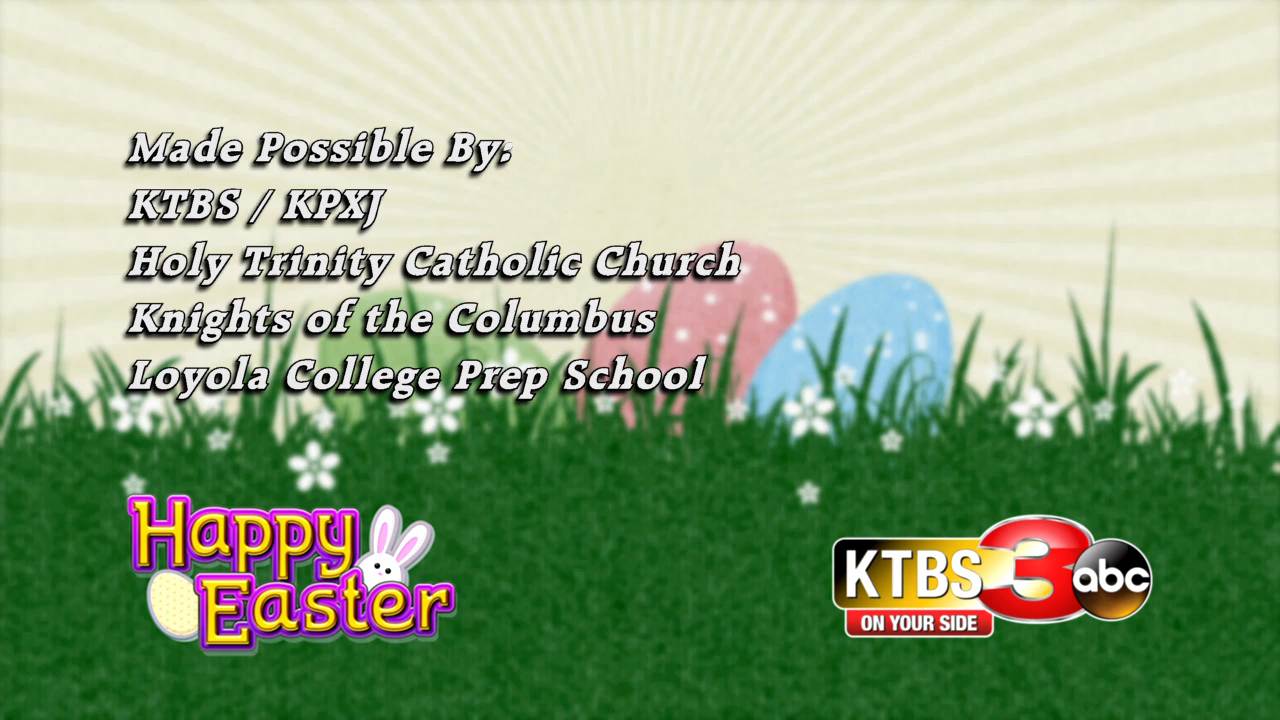 Made Possible By:
KTBS / KPXJ
Holy Trinity Catholic Church
Knights of the Columbus
Loyola College Prep School
Happy
Easter
KTBS 3 abc
ON YOUR SIDE